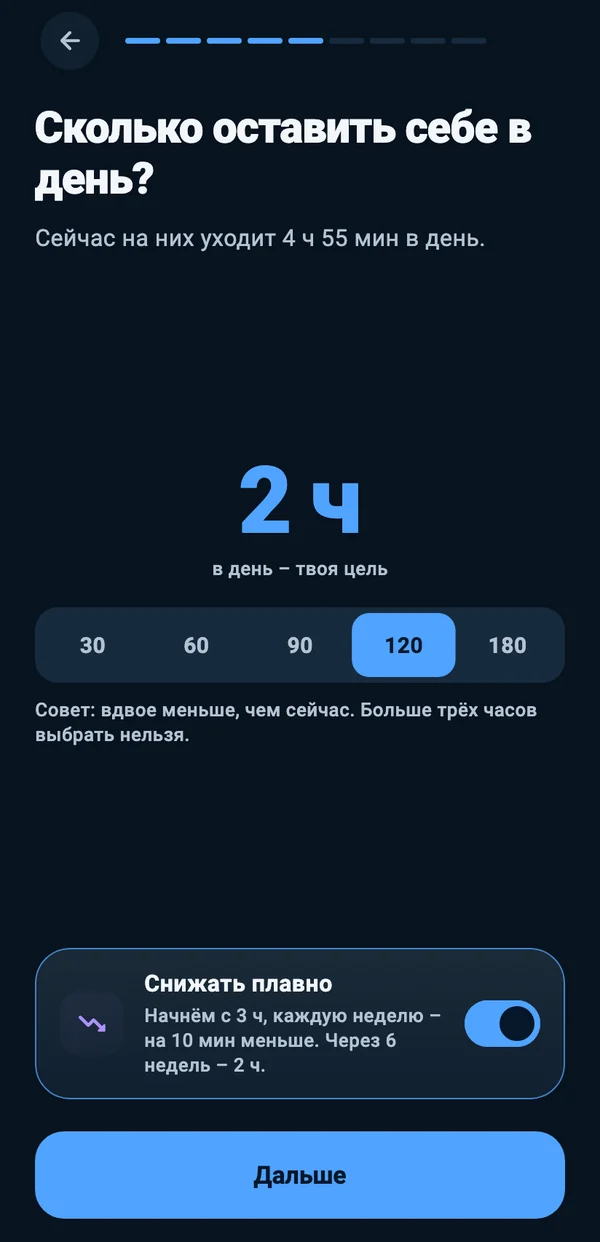 Сколько оставить себе в
день?
Сейчас на них уходит 4 ч 55 мин в день.
2 ч
в день – твоя цель
30 60 90 120 180
Совет: вдвое меньше, чем сейчас. Больше трёх часов
выбрать нельзя.
Снижать плавно
Начнём с 3 ч, каждую неделю –
на 10 мин меньше. Через 6
недель – 2 ч.
Дальше